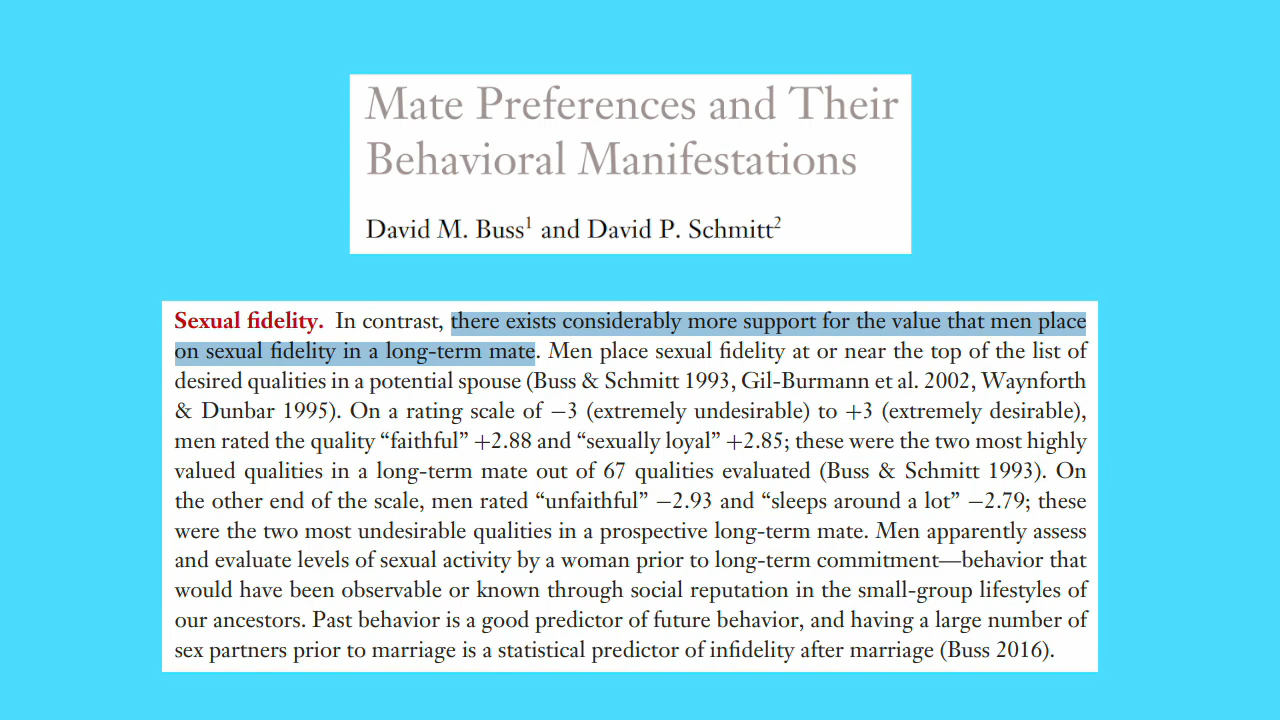 Mate Preferences and Their
Behavioral Manifestations
David M. Buss¹ and David P. Schmitt²
Sexual fidelity. In contrast, there exists considerably more support for the value that men place
on sexual fidelity in a long-term mate. Men place sexual fidelity at or near the top of the list of
desired qualities in a potential spouse (Buss & Schmitt 1993, Gil-Burmann et al. 2002, Waynforth
& Dunbar 1995). On a rating scale of −3 (extremely undesirable) to +3 (extremely desirable),
men rated the quality “faithful” +2.88 and “sexually loyal” +2.85; these were the two most highly
valued qualities in a long-term mate out of 67 qualities evaluated (Buss & Schmitt 1993). On
the other end of the scale, men rated “unfaithful” −2.93 and “sleeps around a lot” −2.79; these
were the two most undesirable qualities in a prospective long-term mate. Men apparently assess
and evaluate levels of sexual activity by a woman prior to long-term commitment—behavior that
would have been observable or known through social reputation in the small-group lifestyles of
our ancestors. Past behavior is a good predictor of future behavior, and having a large number of
sex partners prior to marriage is a statistical predictor of infidelity after marriage (Buss 2016).